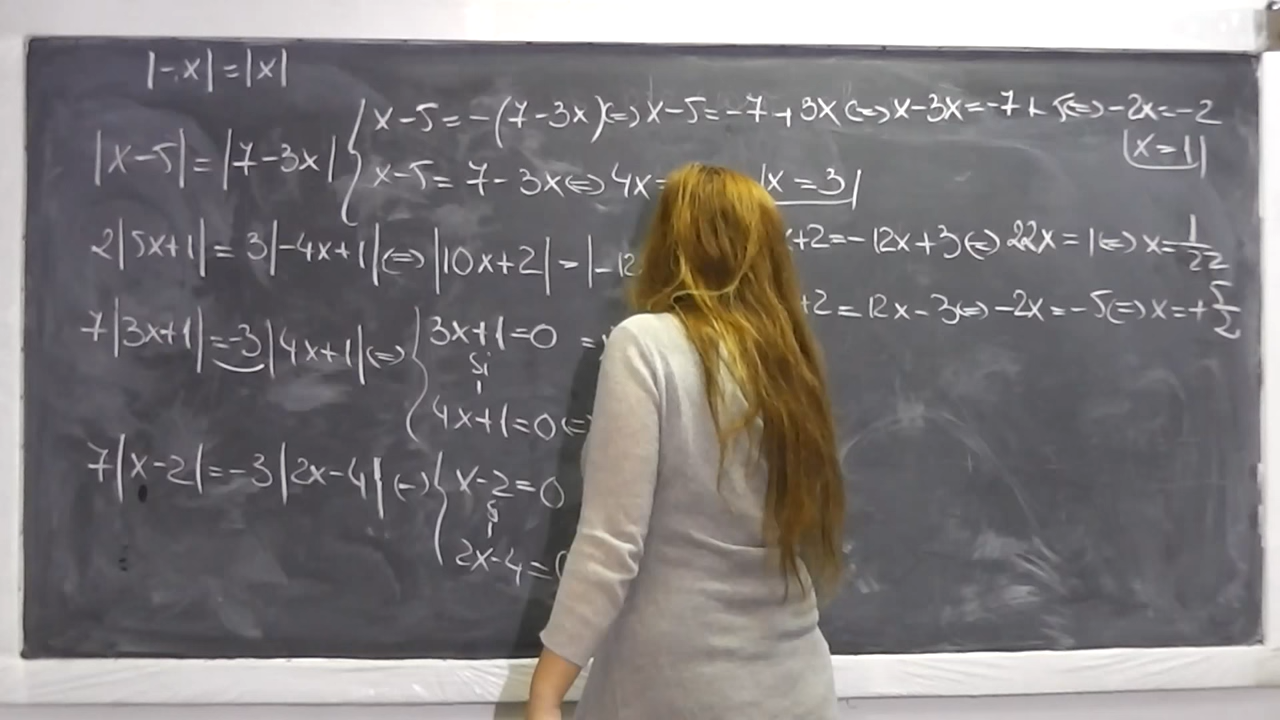 |-x|=|x|
|x-5|=|7-3x| { x-5=-(7-3x)⇔x-5=-7+3x⇔x-3x=-7+5⇔-2x=-2
|x=1|
x-5=7-3x⇔4x= |x=3|
2|5x+1|=3|-4x+1|⇔|10x+2|=|-12 +2=-12x+3⇔22x=1⇔x=1/22
+2=12x-3⇔-2x=-5⇔x=+5/2
7|3x+1|=-3|4x+1|⇔ { 3x+1=0
și
4x+1=0⇔
7|x-2|=-3|2x-4|⇔ { x-2=0
și
2x-4=0